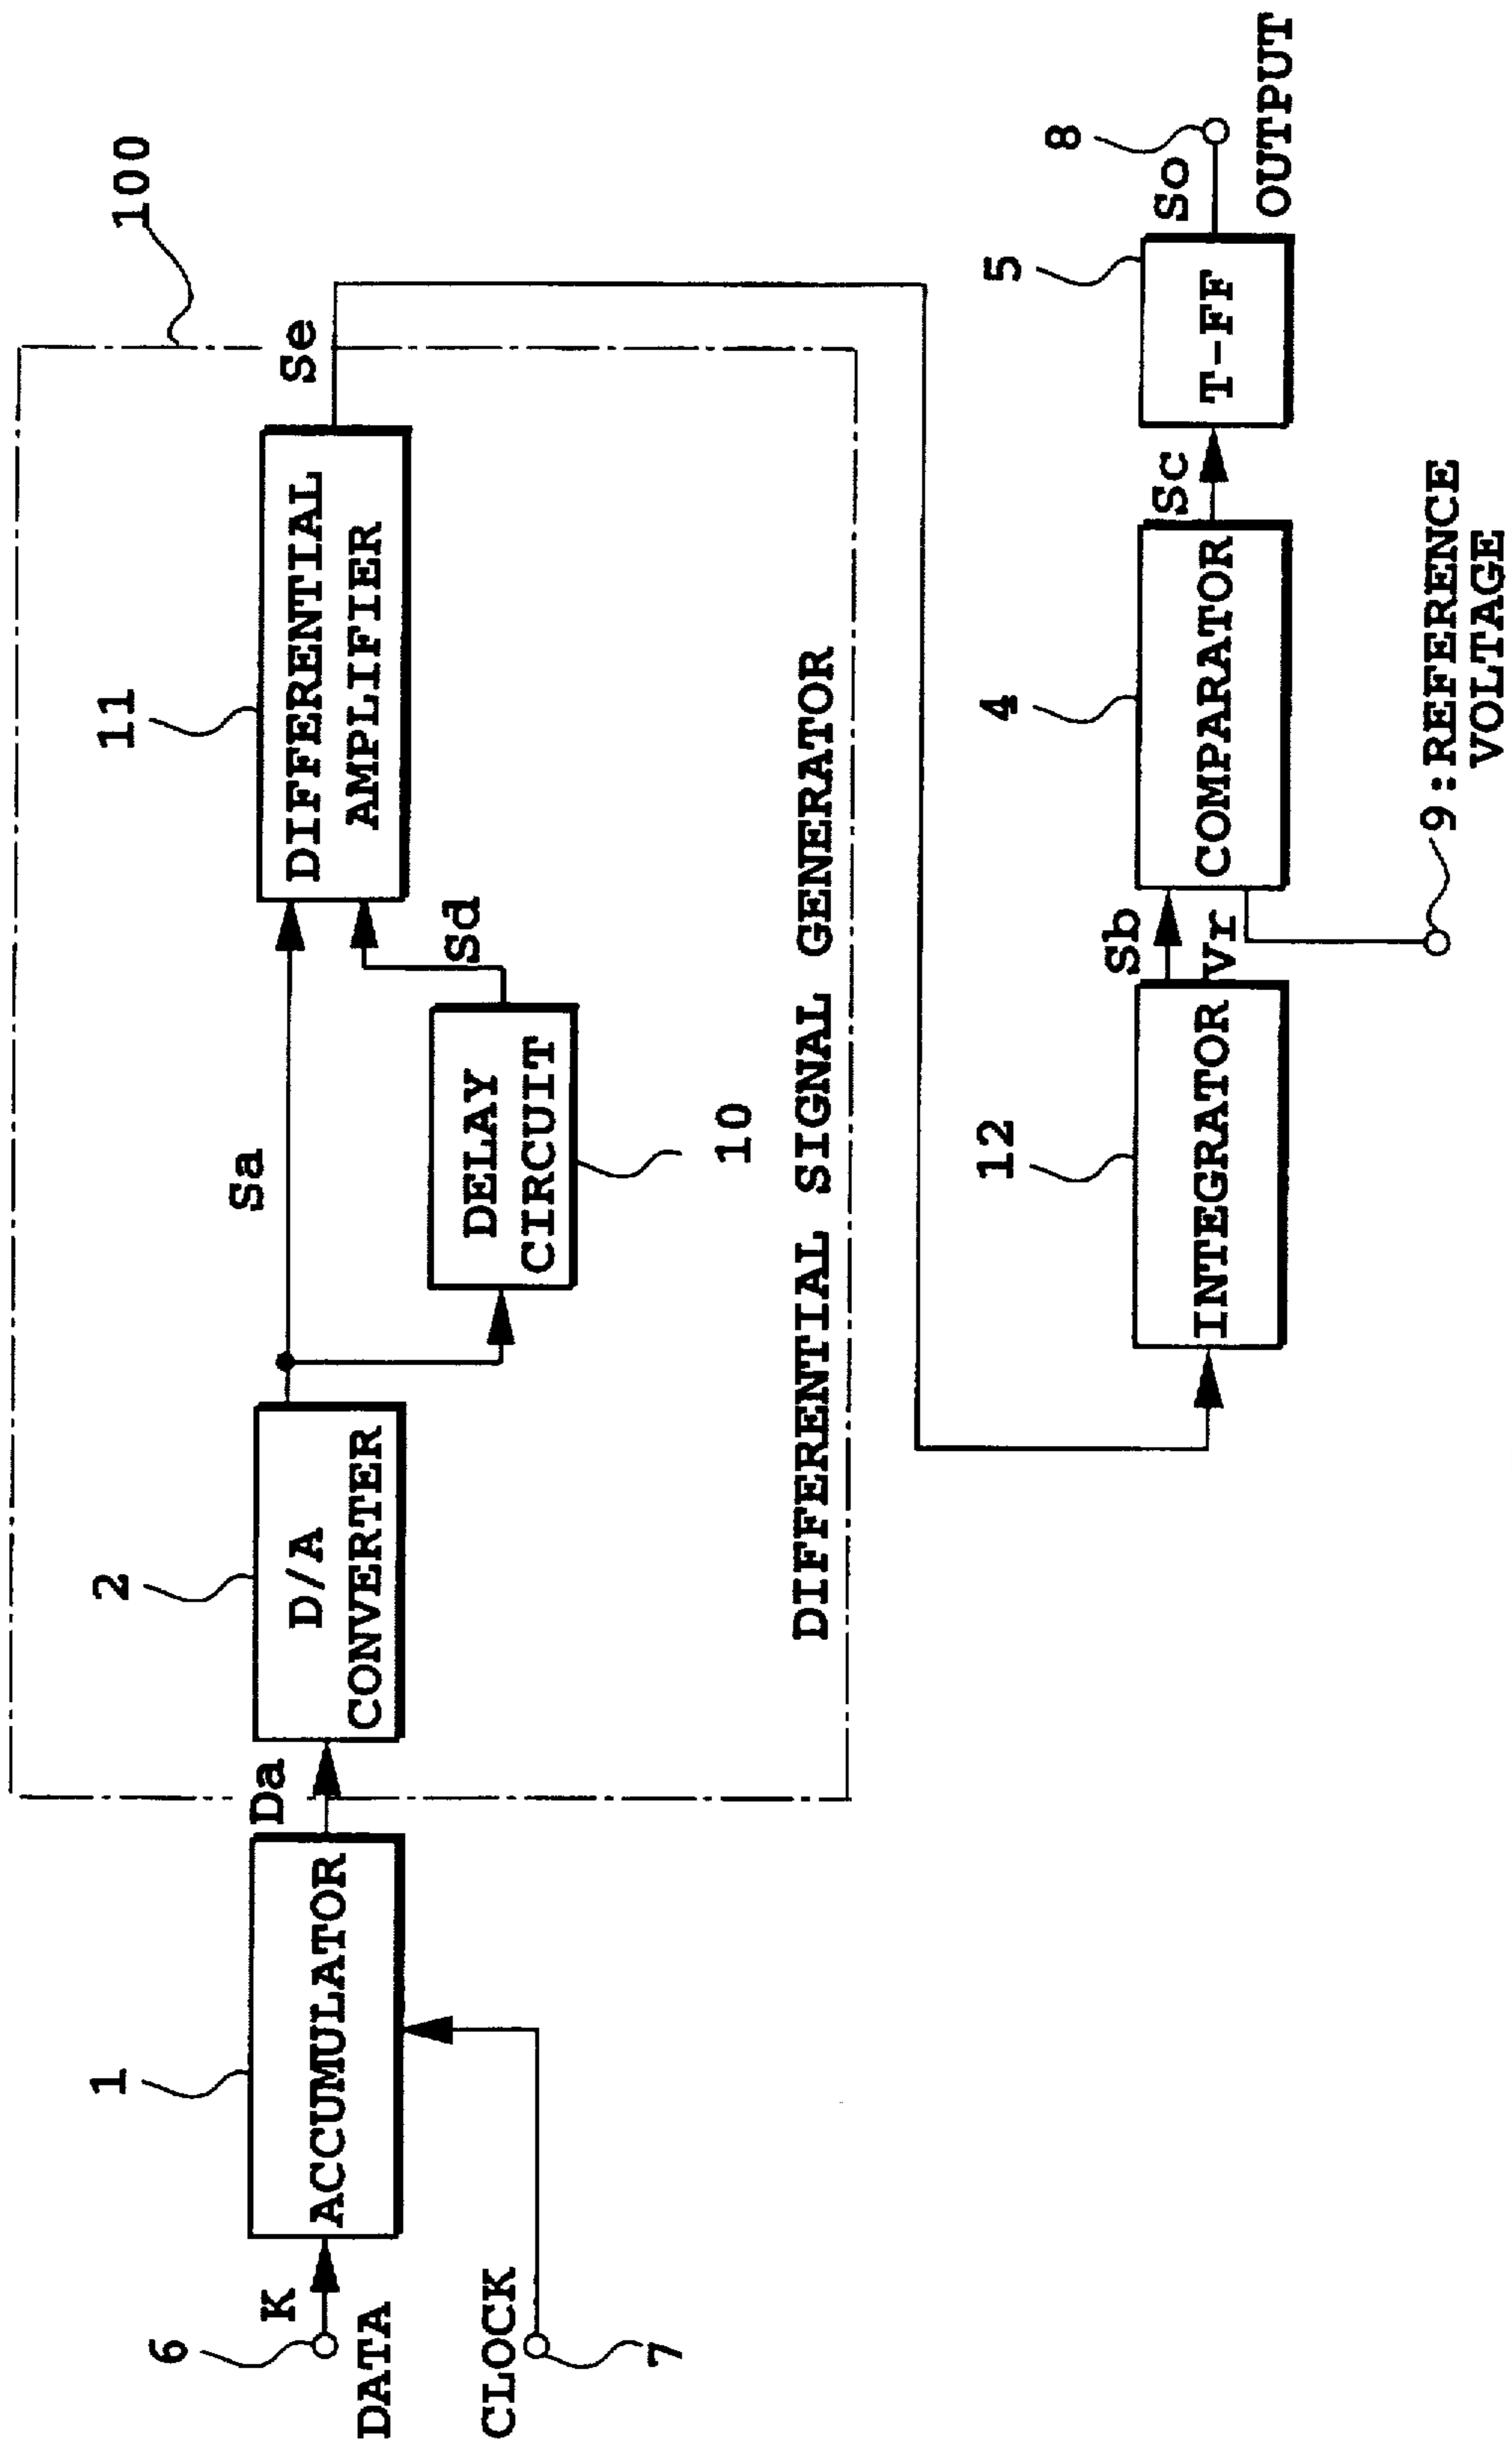 100
6
K
DATA
CLOCK
7
1
ACCUMULATOR
Da
2
D/A
CONVERTER
Sa
DELAY
CIRCUIT
10
Sd
11
DIFFERENTIAL
AMPLIFIER
Se
DIFFERENTIAL SIGNAL GENERATOR
12
INTEGRATOR
Sb
Vr
4
COMPARATOR
9:REFERENCE
VOLTAGE
Sc
5
T-FF
So
8
OUTPUT